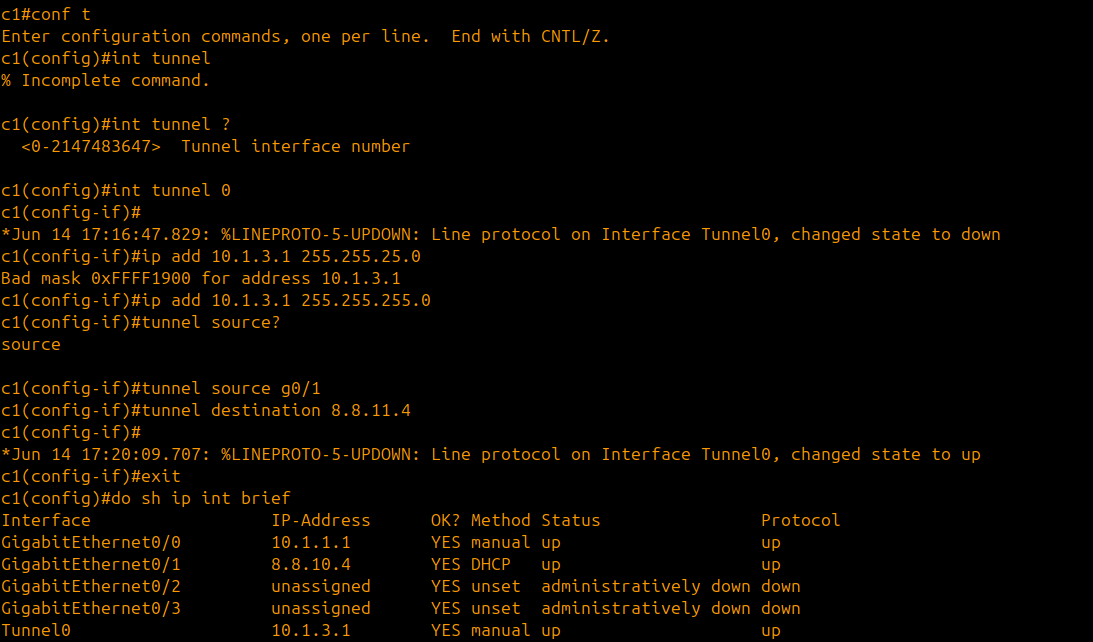 c1#conf t
Enter configuration commands, one per line.  End with CNTL/Z.
c1(config)#int tunnel
% Incomplete command.

c1(config)#int tunnel ?
  <0-2147483647>  Tunnel interface number

c1(config)#int tunnel 0
c1(config-if)#
*Jun 14 17:16:47.829: %LINEPROTO-5-UPDOWN: Line protocol on Interface Tunnel0, changed state to down
c1(config-if)#ip add 10.1.3.1 255.255.25.0
Bad mask 0xFFFF1900 for address 10.1.3.1
c1(config-if)#ip add 10.1.3.1 255.255.255.0
c1(config-if)#tunnel source?
source

c1(config-if)#tunnel source g0/1
c1(config-if)#tunnel destination 8.8.11.4
c1(config-if)#
*Jun 14 17:20:09.707: %LINEPROTO-5-UPDOWN: Line protocol on Interface Tunnel0, changed state to up
c1(config-if)#exit
c1(config)#do sh ip int brief
Interface                  IP-Address      OK? Method Status                Protocol
GigabitEthernet0/0         10.1.1.1        YES manual up                    up
GigabitEthernet0/1         8.8.10.4        YES DHCP   up                    up
GigabitEthernet0/2         unassigned      YES unset  administratively down down
GigabitEthernet0/3         unassigned      YES unset  administratively down down
Tunnel0                    10.1.3.1        YES manual up                    up